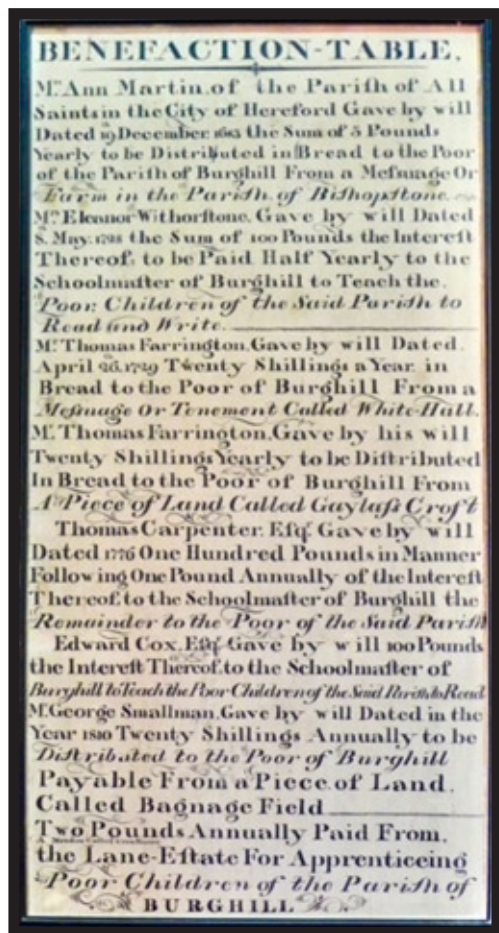 BENEFACTION-TABLE.
Mrs. Ann Martin. of the Pariſh of All
Saints in the City of Hereford Gave by will
Dated 19 December the Sum of 5 Pounds
Yearly to be Diſtributed in Bread to the Poor
of the Pariſh of Burghill From a Meſsuage Or
Farm in the Pariſh of Biſhopſtone.
Mrs. Eleanor Withorſtone. Gave by will Dated
8. May. the Sum of 100 Pounds the Intereſt
Thereof. to be Paid Half Yearly to the
Schoolmaſter of Burghill to Teach the.
Poor Children of the Said Pariſh to
Read and Write.
Mr. Thomas Farrington. Gave by will Dated.
April 26. 1729 Twenty Shillings a Year in
Bread to the Poor of Burghill From a
Meſsuage Or Tenement Called White-Hall.
Mr. Thomas Farrington. Gave by his will
Twenty Shillings Yearly to be Diſtributed
In Bread to the Poor of Burghill From
A Piece of Land Called Gaylaſs Croft
Thomas Carpenter. Eſqr. Gave by will
Dated 1776 One Hundred Pounds in Manner
Following One Pound Annually of the Intereſt
Thereof. to the Schoolmaſter of Burghill the
Remainder to the Poor of the Said Pariſh
Edward Cox. Eſqr. Gave by will 100 Pounds
the Intereſt Thereof. to the Schoolmaſter of
Burghill to Teach the Poor Children of the Said Pariſh to Read
Mr. George Smallman. Gave by will Dated in the
Year 1810 Twenty Shillings Annually to be
Diſtributed to the Poor of Burghill
Payable From a Piece of Land.
Called Bagnage Field
Two Pounds Annually Paid From.
the Lane-Eſtate For Apprenticeing
Poor Children of the Pariſh of
BURGHILL